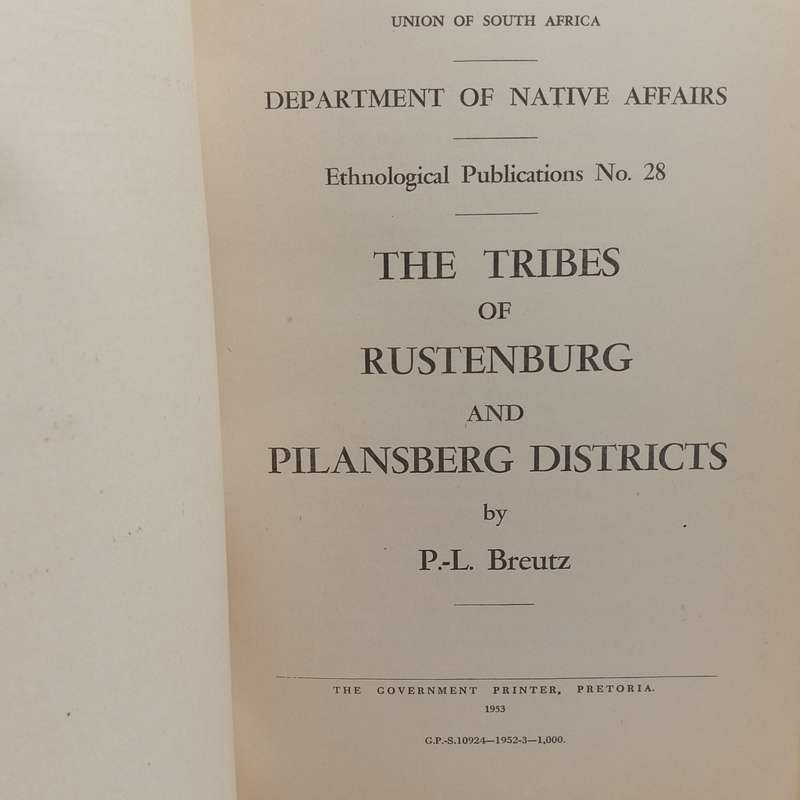 UNION OF SOUTH AFRICA
DEPARTMENT OF NATIVE AFFAIRS
Ethnological Publications No. 28
THE TRIBES
OF
RUSTENBURG
AND
PILANSBERG DISTRICTS
by
P.-L. Breutz
THE GOVERNMENT PRINTER, PRETORIA.
1953
G.P.-S.10924—1952-3—1,000.